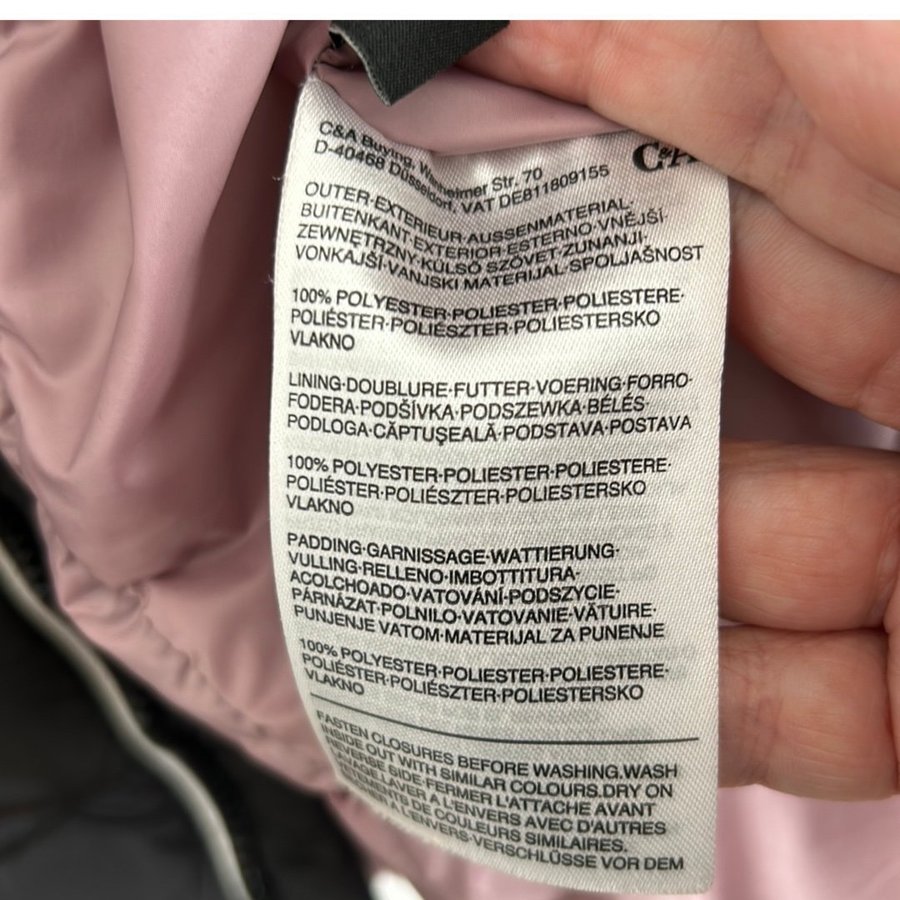 C&A
C&A Buying, Wanheimer Str. 70
D-40468 Düsseldorf, VAT DE811809155
OUTER·EXTERIEUR·AUSSENMATERIAL·
BUITENKANT·EXTERIOR·ESTERNO·VNĚJŠÍ·
ZEWNĘTRZNY·KÜLSŐ SZÖVET·ZUNANJI·
VONKAJŠÍ·VANJSKI MATERIJAL·SPOLJAŠNOST
100% POLYESTER·POLIESTER·POLIESTERE·
POLIÉSTER·POLIÉSZTER·POLIESTERSKO
VLAKNO
LINING·DOUBLURE·FUTTER·VOERING·FORRO·
FODERA·PODŠÍVKA·PODSZEWKA·BÉLÉS·
PODLOGA·CĂPTUŞEALĂ·PODSTAVA·POSTAVA
100% POLYESTER·POLIESTER·POLIESTERE·
POLIÉSTER·POLIÉSZTER·POLIESTERSKO
VLAKNO
PADDING·GARNISSAGE·WATTIERUNG·
VULLING·RELLENO·IMBOTTITURA·
ACOLCHOADO·VATOVÁNÍ·PODSZYCIE·
PÁRNÁZAT·POLNILO·VATOVANIE·VĂTUIRE·
PUNJENJE VATOM·MATERIJAL ZA PUNENJE
100% POLYESTER·POLIESTER·POLIESTERE·
POLIÉSTER·POLIÉSZTER·POLIESTERSKO
VLAKNO
FASTEN CLOSURES BEFORE WASHING.WASH
INSIDE OUT WITH SIMILAR COLOURS.DRY ON
REVERSE SIDE·FERMER L'ATTACHE AVANT
LAVAGE.LAVER A L'ENVERS AVEC D'AUTRES
VETEMENTS DE COULEURS SIMILAIRES.
L'ENVERS·VERSCHLÜSSE VOR DEM